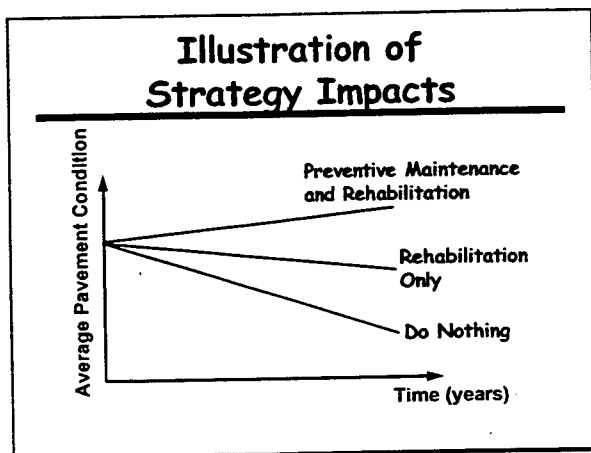 Illustration of
Strategy Impacts
Average Pavement Condition
Preventive Maintenance
and Rehabilitation
Rehabilitation
Only
Do Nothing
Time (years)